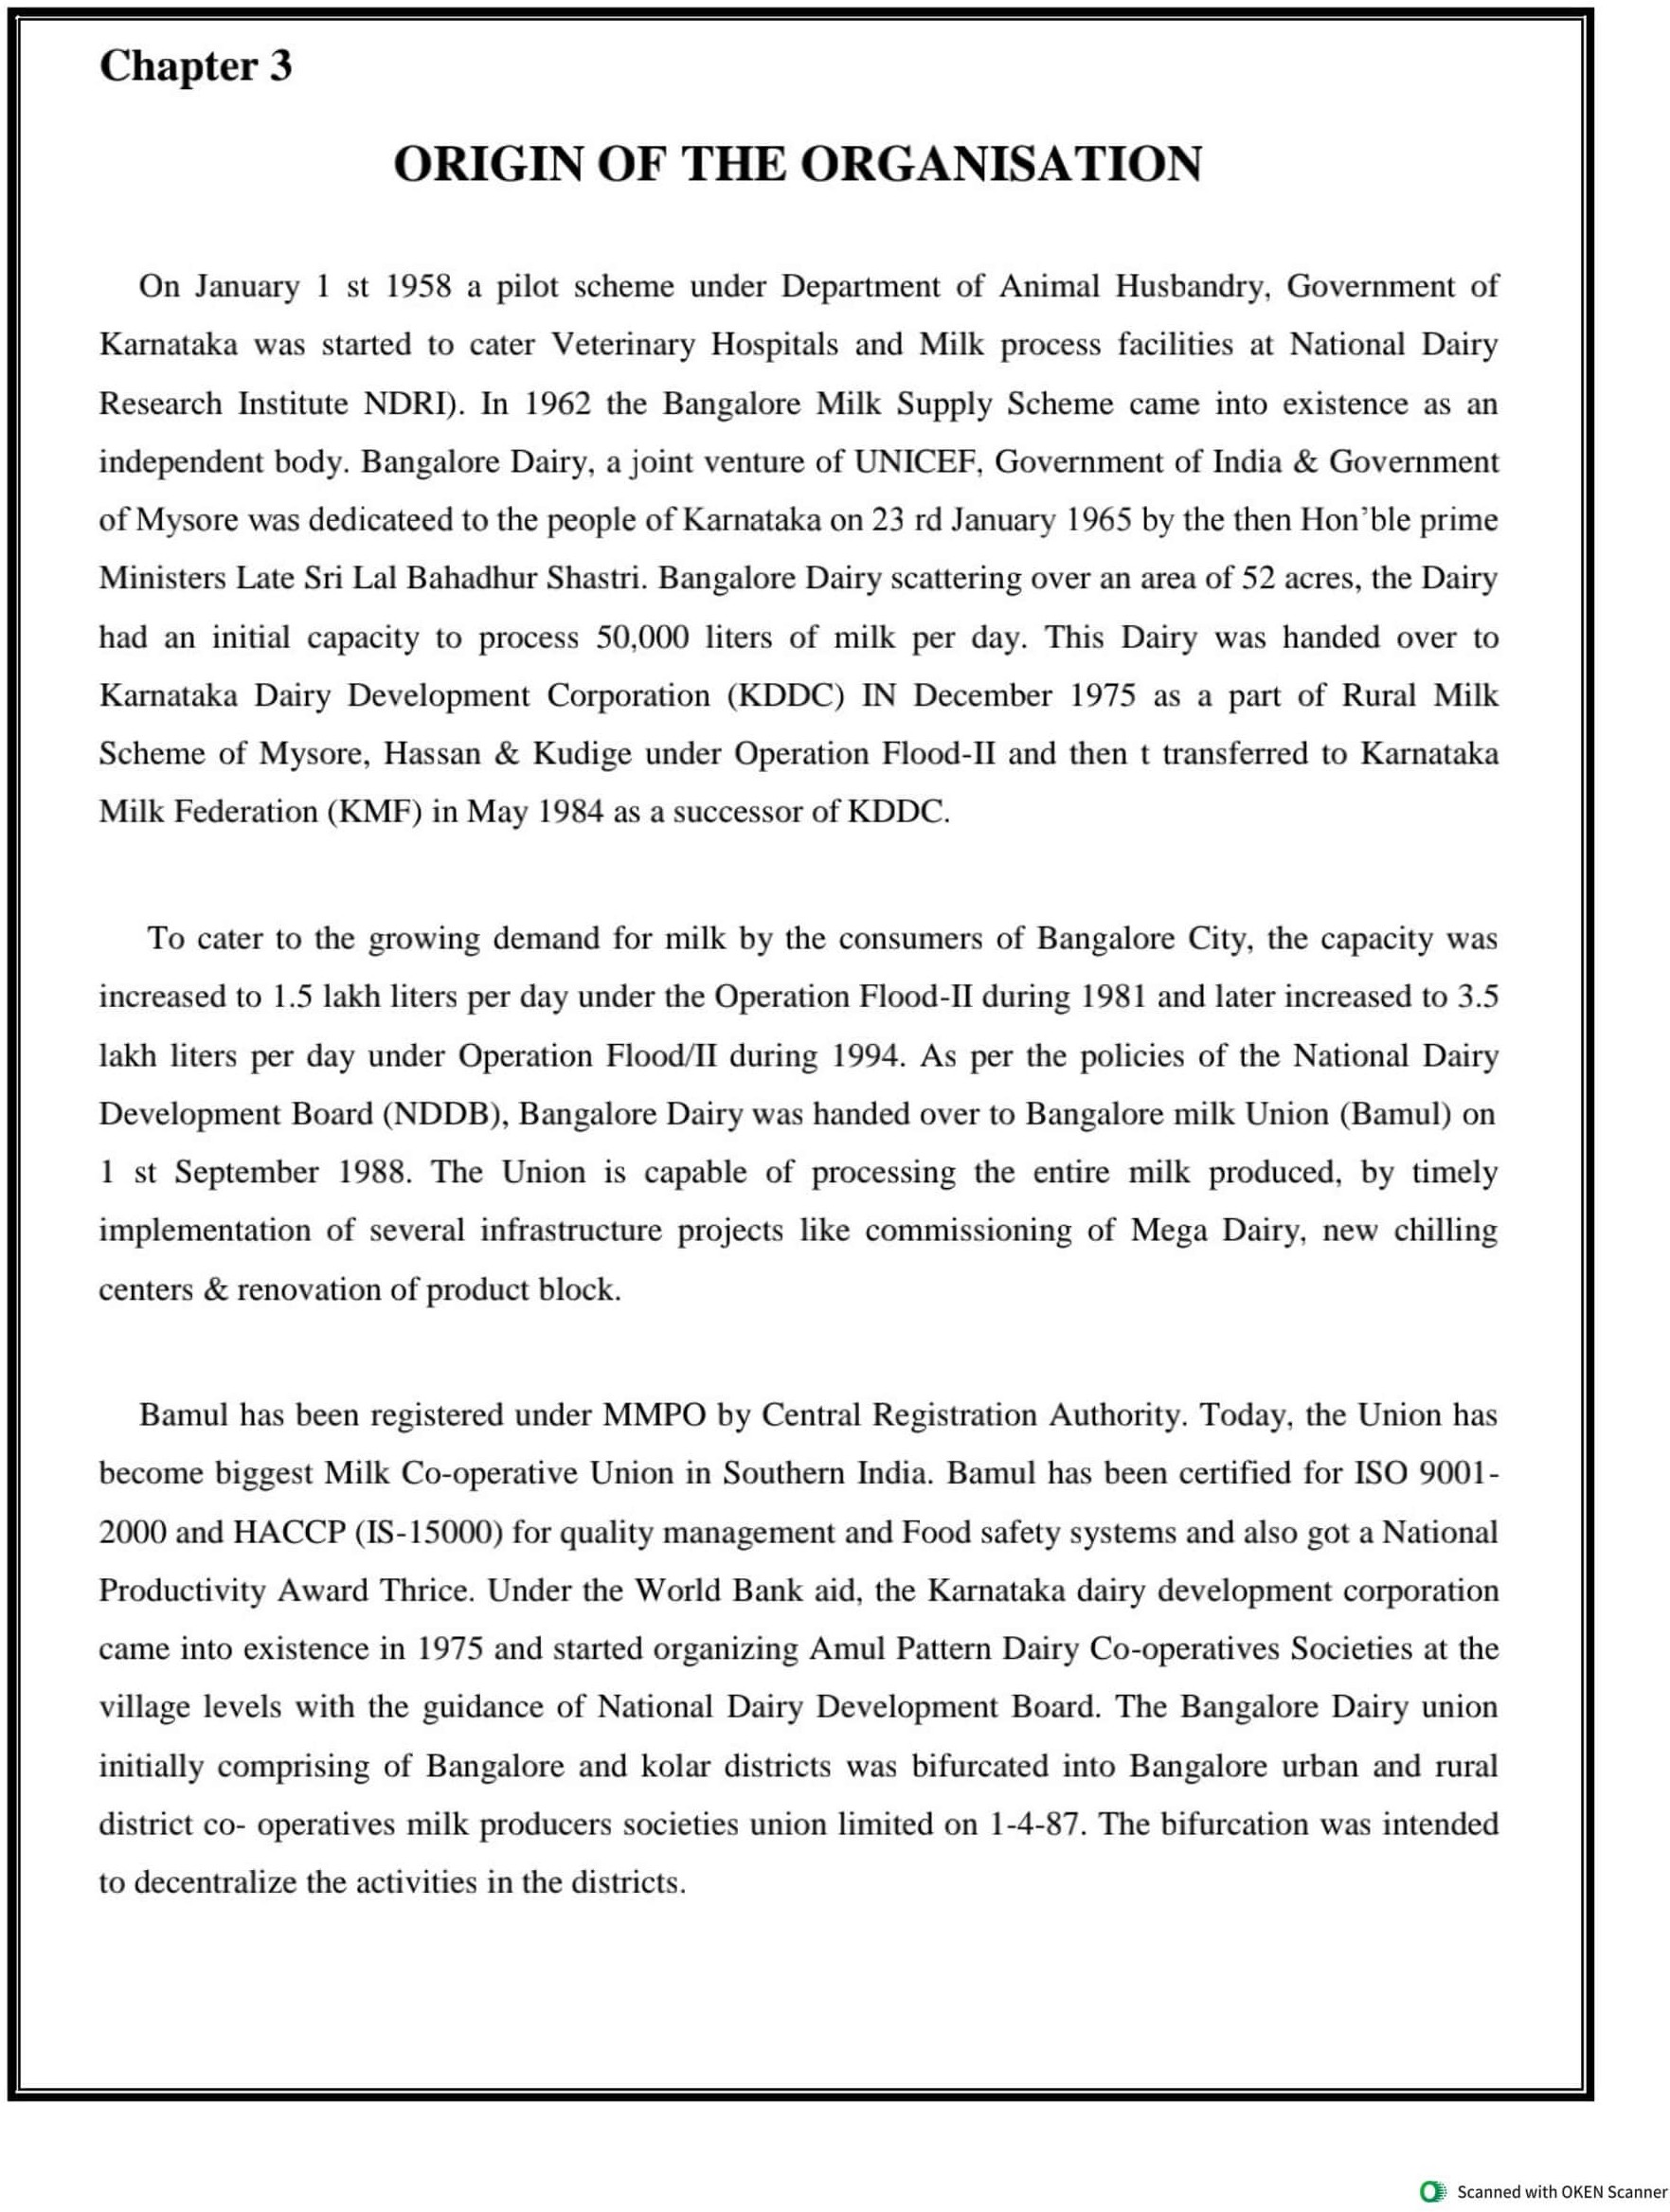 Chapter 3
ORIGIN OF THE ORGANISATION
On January 1 st 1958 a pilot scheme under Department of Animal Husbandry, Government of
Karnataka was started to cater Veterinary Hospitals and Milk process facilities at National Dairy
Research Institute NDRI). In 1962 the Bangalore Milk Supply Scheme came into existence as an
independent body. Bangalore Dairy, a joint venture of UNICEF, Government of India & Government
of Mysore was dedicateed to the people of Karnataka on 23 rd January 1965 by the then Hon’ble prime
Ministers Late Sri Lal Bahadhur Shastri. Bangalore Dairy scattering over an area of 52 acres, the Dairy
had an initial capacity to process 50,000 liters of milk per day. This Dairy was handed over to
Karnataka Dairy Development Corporation (KDDC) IN December 1975 as a part of Rural Milk
Scheme of Mysore, Hassan & Kudige under Operation Flood-II and then t transferred to Karnataka
Milk Federation (KMF) in May 1984 as a successor of KDDC.
To cater to the growing demand for milk by the consumers of Bangalore City, the capacity was
increased to 1.5 lakh liters per day under the Operation Flood-II during 1981 and later increased to 3.5
lakh liters per day under Operation Flood/II during 1994. As per the policies of the National Dairy
Development Board (NDDB), Bangalore Dairy was handed over to Bangalore milk Union (Bamul) on
1 st September 1988. The Union is capable of processing the entire milk produced, by timely
implementation of several infrastructure projects like commissioning of Mega Dairy, new chilling
centers & renovation of product block.
Bamul has been registered under MMPO by Central Registration Authority. Today, the Union has
become biggest Milk Co-operative Union in Southern India. Bamul has been certified for ISO 9001-
2000 and HACCP (IS-15000) for quality management and Food safety systems and also got a National
Productivity Award Thrice. Under the World Bank aid, the Karnataka dairy development corporation
came into existence in 1975 and started organizing Amul Pattern Dairy Co-operatives Societies at the
village levels with the guidance of National Dairy Development Board. The Bangalore Dairy union
initially comprising of Bangalore and kolar districts was bifurcated into Bangalore urban and rural
district co- operatives milk producers societies union limited on 1-4-87. The bifurcation was intended
to decentralize the activities in the districts.
Scanned with OKEN Scanner